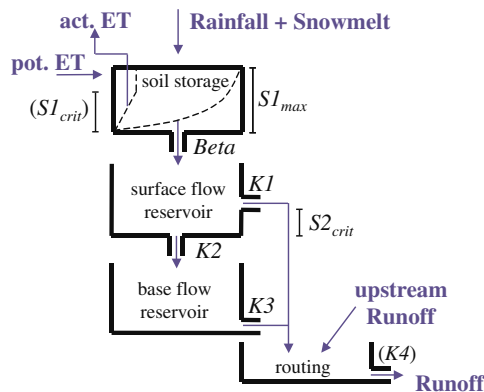 act. ET
Rainfall + Snowmelt
pot. ET
soil storage
(S1crit)
S1max
Beta
K1
surface flow
reservoir
S2crit
K2
base flow
reservoir
K3
upstream
Runoff
(K4)
routing
Runoff